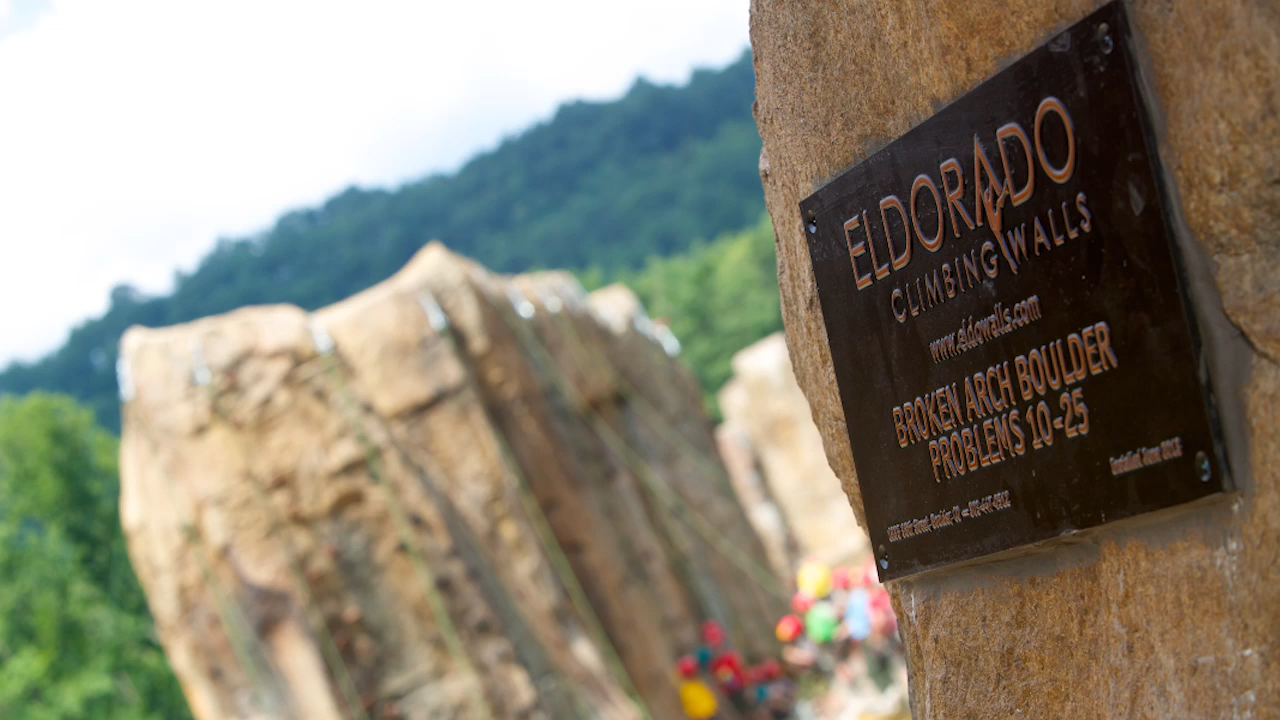 ELDORADO
CLIMBING WALLS
www.eldowalls.com
BROKEN ARCH BOULDER
PROBLEMS 10-25